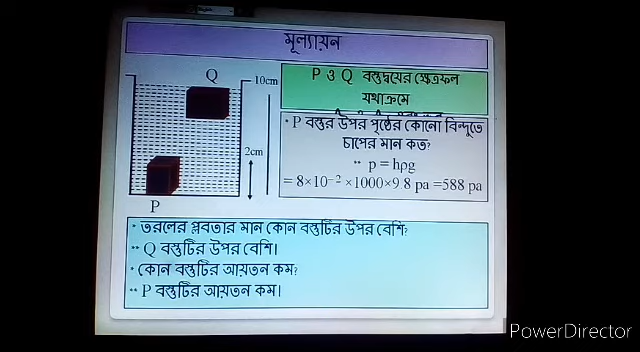 মূল্যায়ন
Q
10cm
P ও Q বস্তুদ্বয়ের ক্ষেত্রফল
যথাক্রমে
• P বস্তুর উপর পৃষ্ঠের কোনো বিন্দুতে
চাপের মান কত?
•• p = hρg
= 8×10⁻² ×1000×9.8 pa =588 pa
2cm
P
• তরলের প্লবতার মান কোন বস্তুটির উপর বেশি?
•• Q বস্তুটির উপর বেশি।
• কোন বস্তুটির আয়তন কম?
•• P বস্তুটির আয়তন কম।
PowerDirector